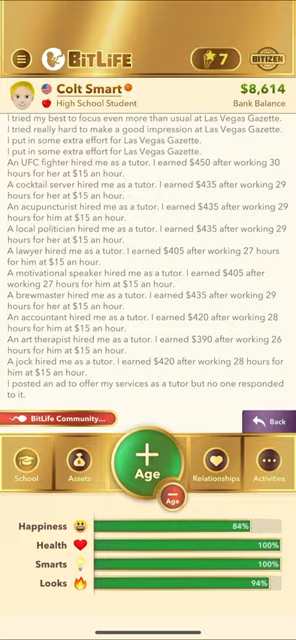 BitLife
7
BITIZEN
Colt Smart
$8,614
High School Student
Bank Balance
I tried my best to focus even more than usual at Las Vegas Gazette.
I tried really hard to make a good impression at Las Vegas Gazette.
I put in some extra effort for Las Vegas Gazette.
I put in some extra effort for Las Vegas Gazette.
An UFC fighter hired me as a tutor. I earned $450 after working 30
hours for her at $15 an hour.
A cocktail server hired me as a tutor. I earned $435 after working 29
hours for her at $15 an hour.
An acupuncturist hired me as a tutor. I earned $435 after working 29
hours for her at $15 an hour.
A local politician hired me as a tutor. I earned $435 after working 29
hours for her at $15 an hour.
A lawyer hired me as a tutor. I earned $405 after working 27 hours
for him at $15 an hour.
A motivational speaker hired me as a tutor. I earned $405 after
working 27 hours for him at $15 an hour.
A brewmaster hired me as a tutor. I earned $435 after working 29
hours for her at $15 an hour.
An accountant hired me as a tutor. I earned $420 after working 28
hours for him at $15 an hour.
An art therapist hired me as a tutor. I earned $390 after working 26
hours for him at $15 an hour.
A jock hired me as a tutor. I earned $420 after working 28 hours for
him at $15 an hour.
I posted an ad to offer my services as a tutor but no one responded
to it.
BitLife Community...
Back
School
Assets
+
Age
Relationships
Activities
−
Age
Happiness 84%
Health 100%
Smarts 100%
Looks 94%